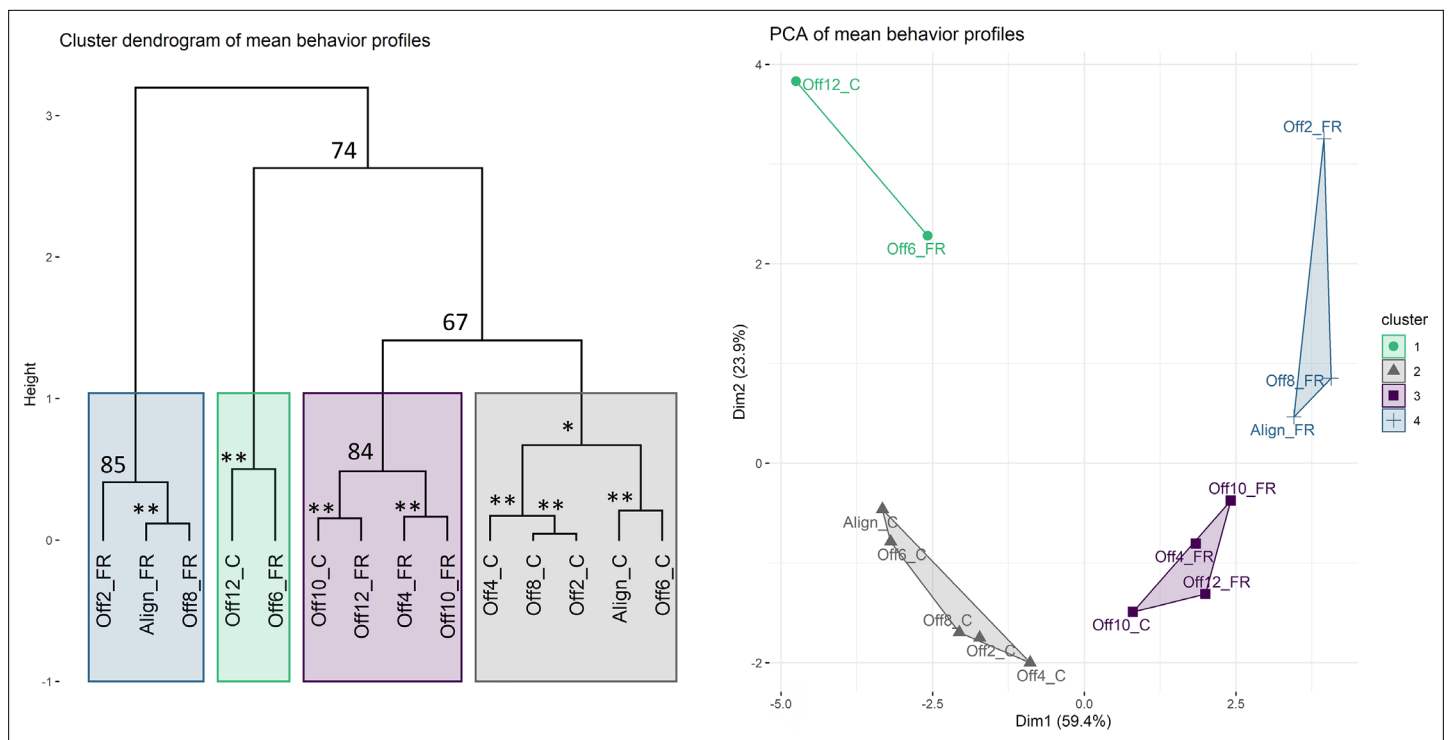 Cluster dendrogram of mean behavior profiles
3
74
2
67
Height
1
*
85
**
84
**
**
**
**
**
**
0
Off2_FR
Align_FR
Off8_FR
Off12_C
Off6_FR
Off10_C
Off12_FR
Off4_FR
Off10_FR
Off4_C
Off8_C
Off2_C
Align_C
Off6_C
-1
PCA of mean behavior profiles
4
Off12_C
Off2_FR
Off6_FR
2
Dim2 (23.9%)
Off8_FR
Align_FR
0
Off10_FR
Align_C
Off6_C
Off4_FR
Off12_FR
Off8_C
Off10_C
Off2_C
Off4_C
-2
-5.0
-2.5
0.0
2.5
Dim1 (59.4%)
cluster
1
2
3
4